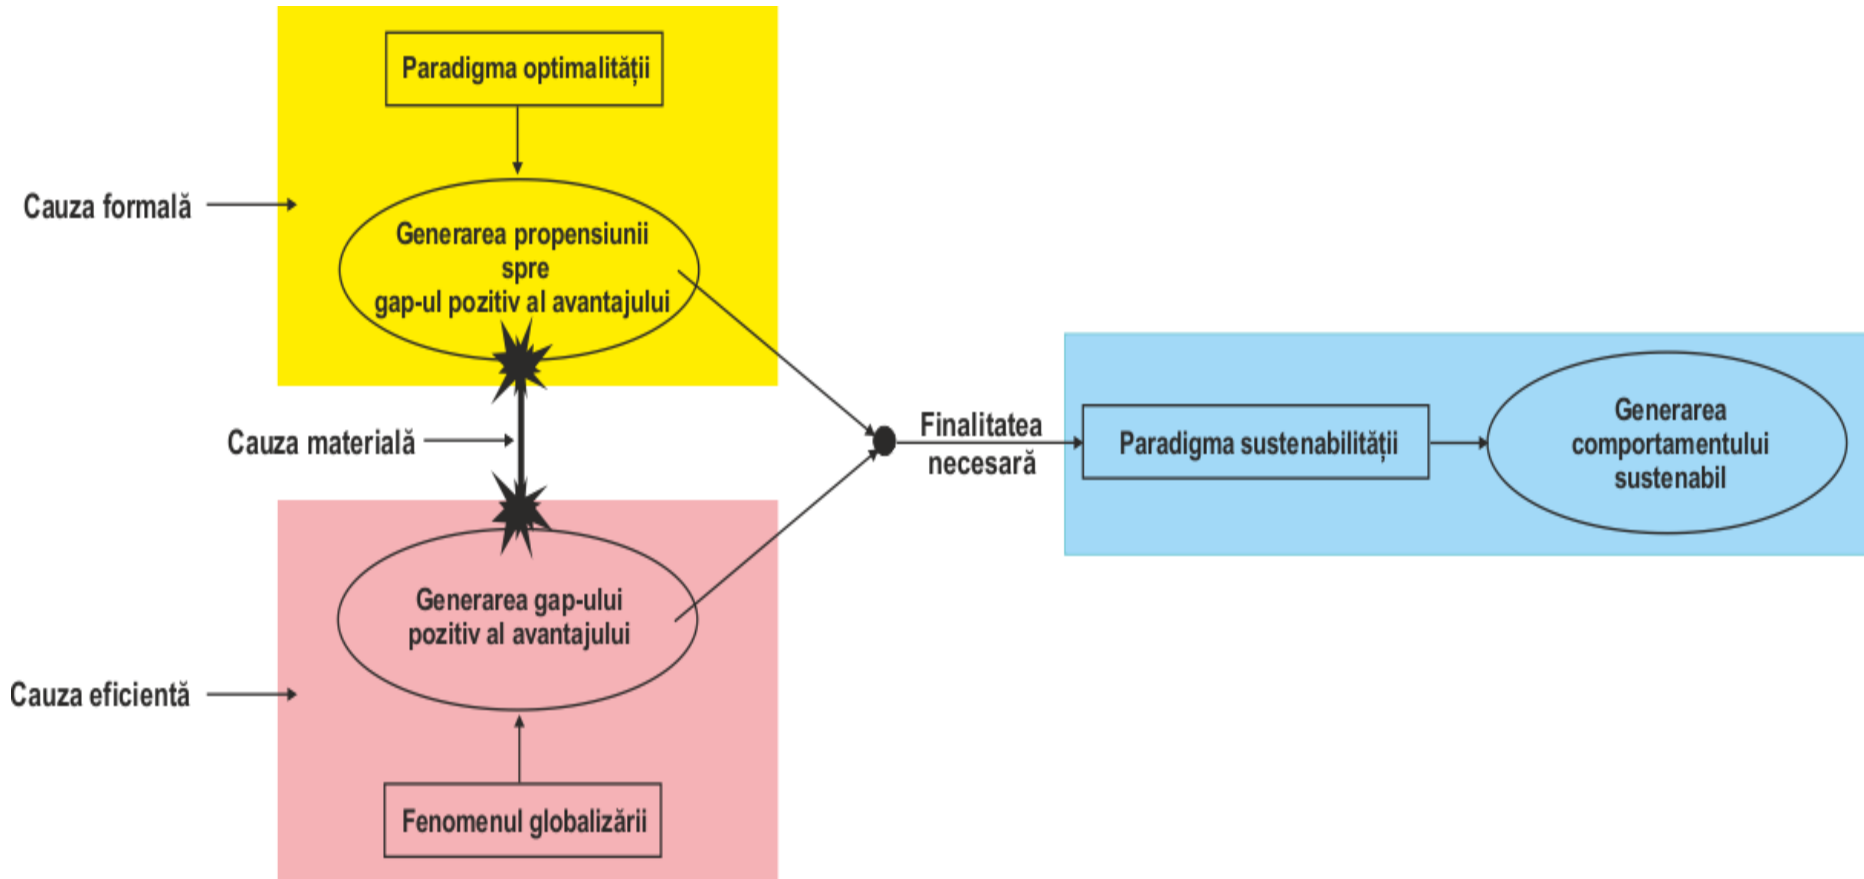 Paradigma optimalității
Cauza formală
Generarea propensiunii
spre
gap-ul pozitiv al avantajului
Cauza materială
Finalitatea
necesară
Paradigma sustenabilității
Generarea
comportamentului
sustenabil
Generarea gap-ului
pozitiv al avantajului
Cauza eficientă
Fenomenul globalizării